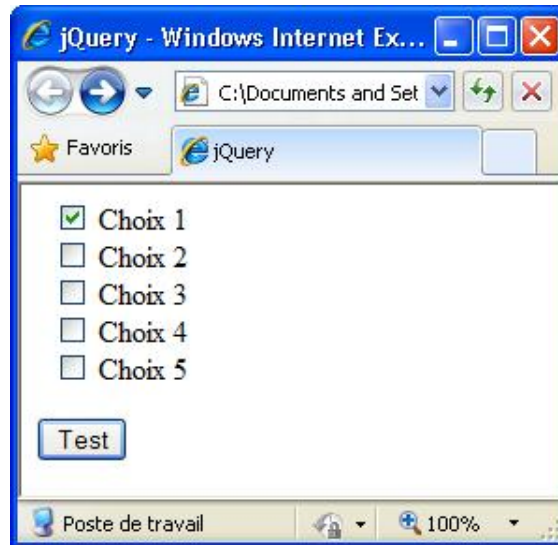 jQuery - Windows Internet Ex...
C:\Documents and Set
Favoris
jQuery
Choix 1
Choix 2
Choix 3
Choix 4
Choix 5
Test
Poste de travail
100%